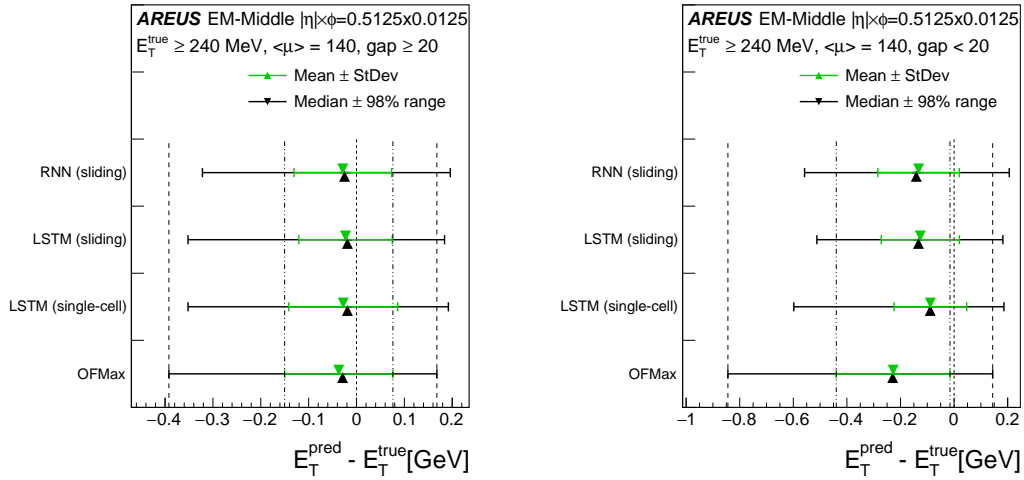 AREUS EM-Middle |η|×ϕ=0.5125x0.0125
E_T^true ≥ 240 MeV, <μ> = 140, gap ≥ 20
Mean ± StDev
Median ± 98% range
RNN (sliding)
LSTM (sliding)
LSTM (single-cell)
OFMax
−0.4 −0.3 −0.2 −0.1 0 0.1 0.2
E_T^pred - E_T^true[GeV]
AREUS EM-Middle |η|×ϕ=0.5125x0.0125
E_T^true ≥ 240 MeV, <μ> = 140, gap < 20
Mean ± StDev
Median ± 98% range
RNN (sliding)
LSTM (sliding)
LSTM (single-cell)
OFMax
−1 −0.8 −0.6 −0.4 −0.2 0 0.2
E_T^pred - E_T^true[GeV]